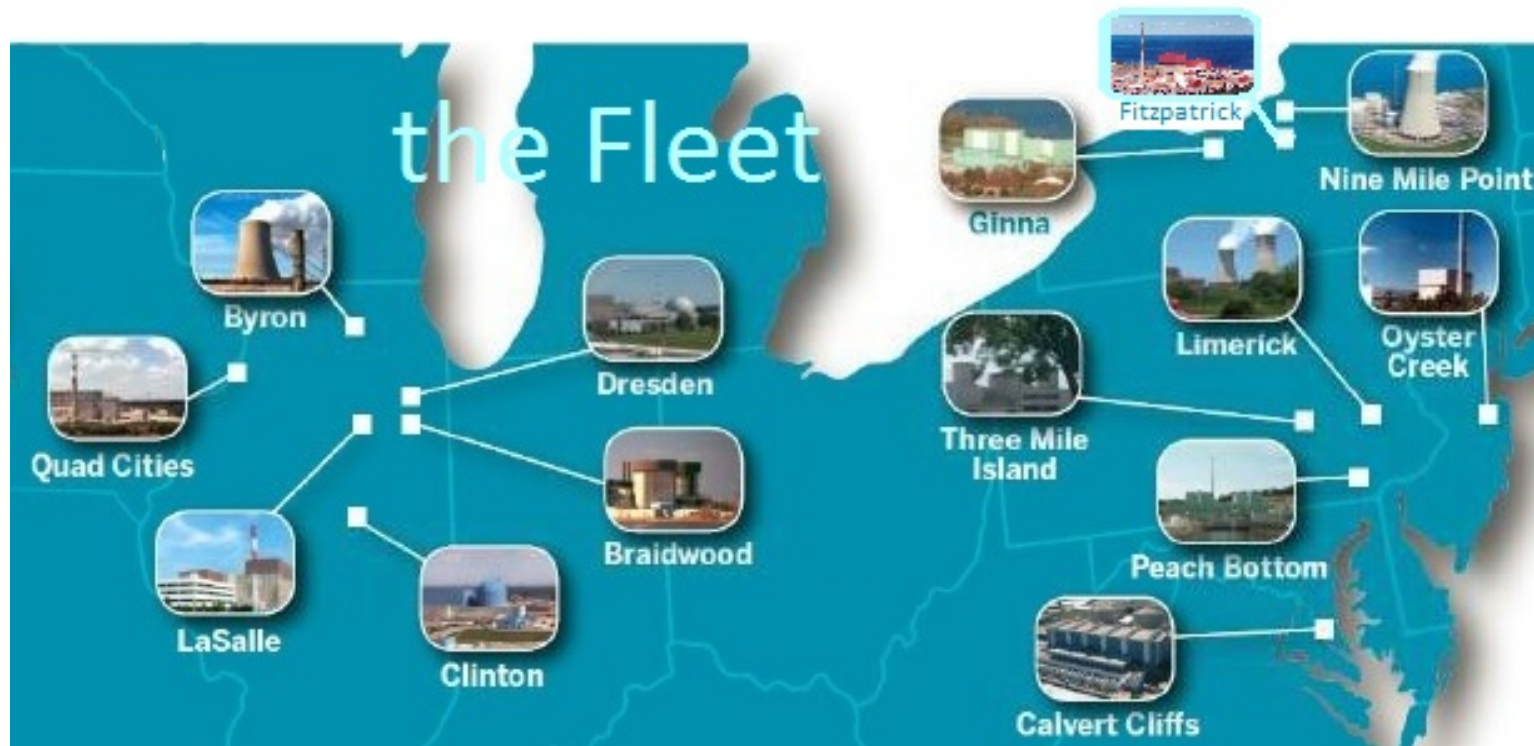 the Fleet
Fitzpatrick
Ginna
Nine Mile Point
Byron
Limerick
Oyster
Creek
Dresden
Quad Cities
Three Mile
Island
Braidwood
Peach Bottom
LaSalle
Clinton
Calvert Cliffs